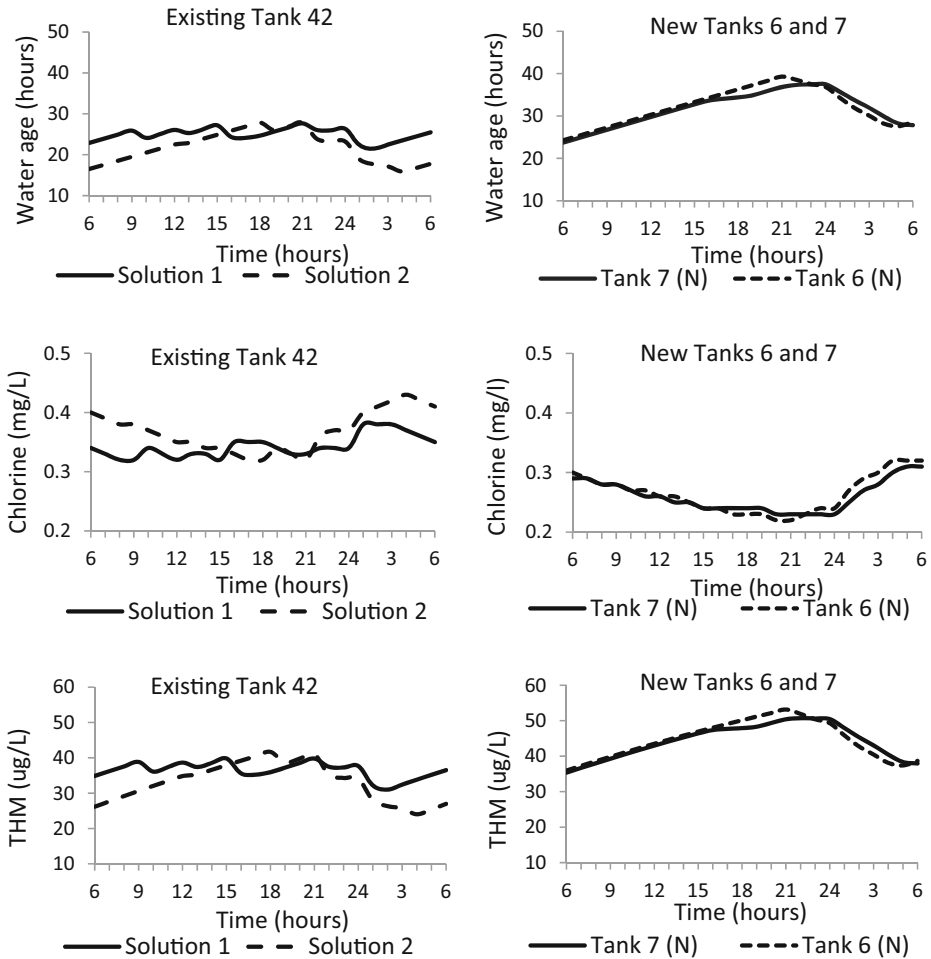 Existing Tank 42
Water age (hours)
50
40
30
20
10
6 9 12 15 18 21 24 3 6
Time (hours)
Solution 1 Solution 2
New Tanks 6 and 7
Water age (hours)
50
40
30
20
10
6 9 12 15 18 21 24 3 6
Time (hours)
Tank 7 (N) Tank 6 (N)
Existing Tank 42
Chlorine (mg/L)
0.5
0.4
0.3
0.2
6 9 12 15 18 21 24 3 6
Time (hours)
Solution 1 Solution 2
New Tanks 6 and 7
Chlorine (mg/l)
0.5
0.4
0.3
0.2
6 9 12 15 18 21 24 3 6
Time (hours)
Tank 7 (N) Tank 6 (N)
Existing Tank 42
THM (ug/L)
60
50
40
30
20
10
6 9 12 15 18 21 24 3 6
Time (hours)
Solution 1 Solution 2
New Tanks 6 and 7
THM (ug/L)
60
50
40
30
20
10
6 9 12 15 18 21 24 3 6
Time (hours)
Tank 7 (N) Tank 6 (N)